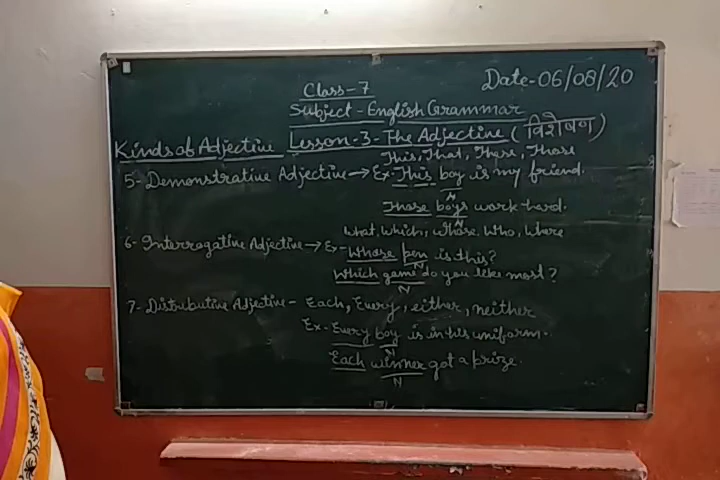 Class-7
Date-06/08/20
Subject-English Grammar
Kinds of Adjective Lesson-3-The Adjective (विशेषण)
This, That, These, Those
5- Demonstrative Adjective → Ex-This boy is my friend.
N
Those boys work hard.
N
What, Which, Whose, Who, Where
6- Interrogative Adjective → Ex-Whose pen is this?
N
Which game do you like most?
N
7- Distributive Adjective- Each, Every, either, neither
Ex-Every boy is in his uniform.
N
Each winner got a prize.
N